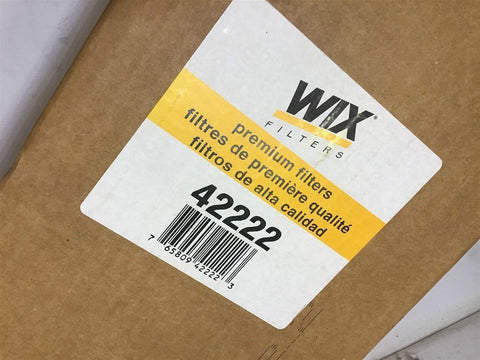 WIX®
FILTERS
premium filters
filtres de première qualité
filtros de alta calidad
42222
7 65809 42222 3